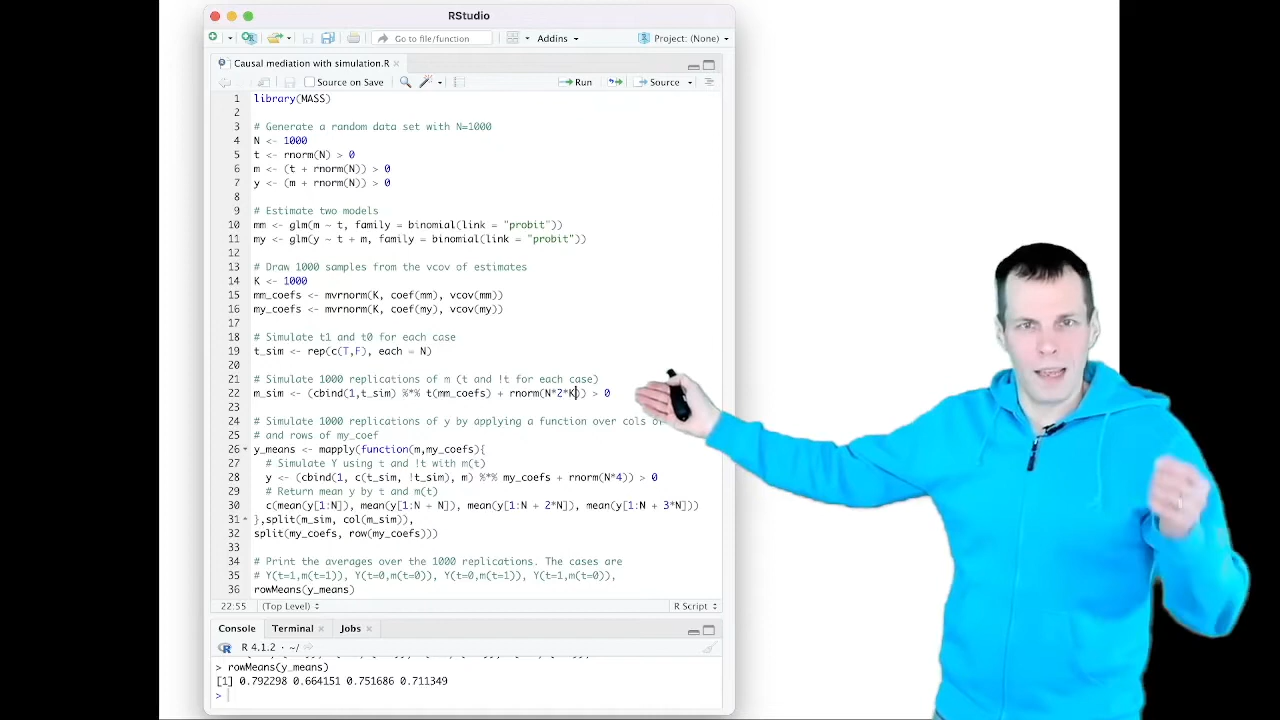 RStudio
Go to file/function
Addins
Project: (None)
Causal mediation with simulation.R
Source on Save
Run
Source
1 library(MASS)
2
3 # Generate a random data set with N=1000
4 N <- 1000
5 t <- rnorm(N) > 0
6 m <- (t + rnorm(N)) > 0
7 y <- (m + rnorm(N)) > 0
8
9 # Estimate two models
10 mm <- glm(m ~ t, family = binomial(link = "probit"))
11 my <- glm(y ~ t + m, family = binomial(link = "probit"))
12
13 # Draw 1000 samples from the vcov of estimates
14 K <- 1000
15 mm_coefs <- mvrnorm(K, coef(mm), vcov(mm))
16 my_coefs <- mvrnorm(K, coef(my), vcov(my))
17
18 # Simulate t1 and t0 for each case
19 t_sim <- rep(c(T,F), each = N)
20
21 # Simulate 1000 replications of m (t and !t for each case)
22 m_sim <- (cbind(1,t_sim) %*% t(mm_coefs) + rnorm(N*2*K)) > 0
23
24 # Simulate 1000 replications of y by applying a function over cols of
25 # and rows of my_coef
26 y_means <- mapply(function(m,my_coefs){
27 # Simulate Y using t and !t with m(t)
28 y <- (cbind(1, c(t_sim, !t_sim), m) %*% my_coefs + rnorm(N*4)) > 0
29 # Return mean y by t and m(t)
30 c(mean(y[1:N]), mean(y[1:N + N]), mean(y[1:N + 2*N]), mean(y[1:N + 3*N]))
31 },split(m_sim, col(m_sim)),
32 split(my_coefs, row(my_coefs)))
33
34 # Print the averages over the 1000 replications. The cases are
35 # Y(t=1,m(t=1)), Y(t=0,m(t=0)), Y(t=0,m(t=1)), Y(t=1,m(t=0)),
36 rowMeans(y_means)
22:55 (Top Level) R Script
Console Terminal Jobs
R 4.1.2 · ~/
> rowMeans(y_means)
[1] 0.792298 0.664151 0.751686 0.711349
>